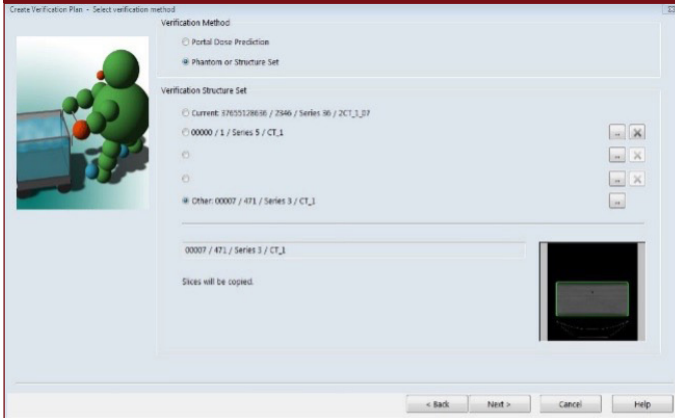 Create Verification Plan - Select verification method
Verification Method
Portal Dose Prediction
Phantom or Structure Set
Verification Structure Set
Current: 37655128636 / 2346 / Series 36 / 2CT_1_07
00000 / 1 / Series 5 / CT_1
Other: 00007 / 471 / Series 3 / CT_1
00007 / 471 / Series 3 / CT_1
Slices will be copied.
< Back Next > Cancel Help